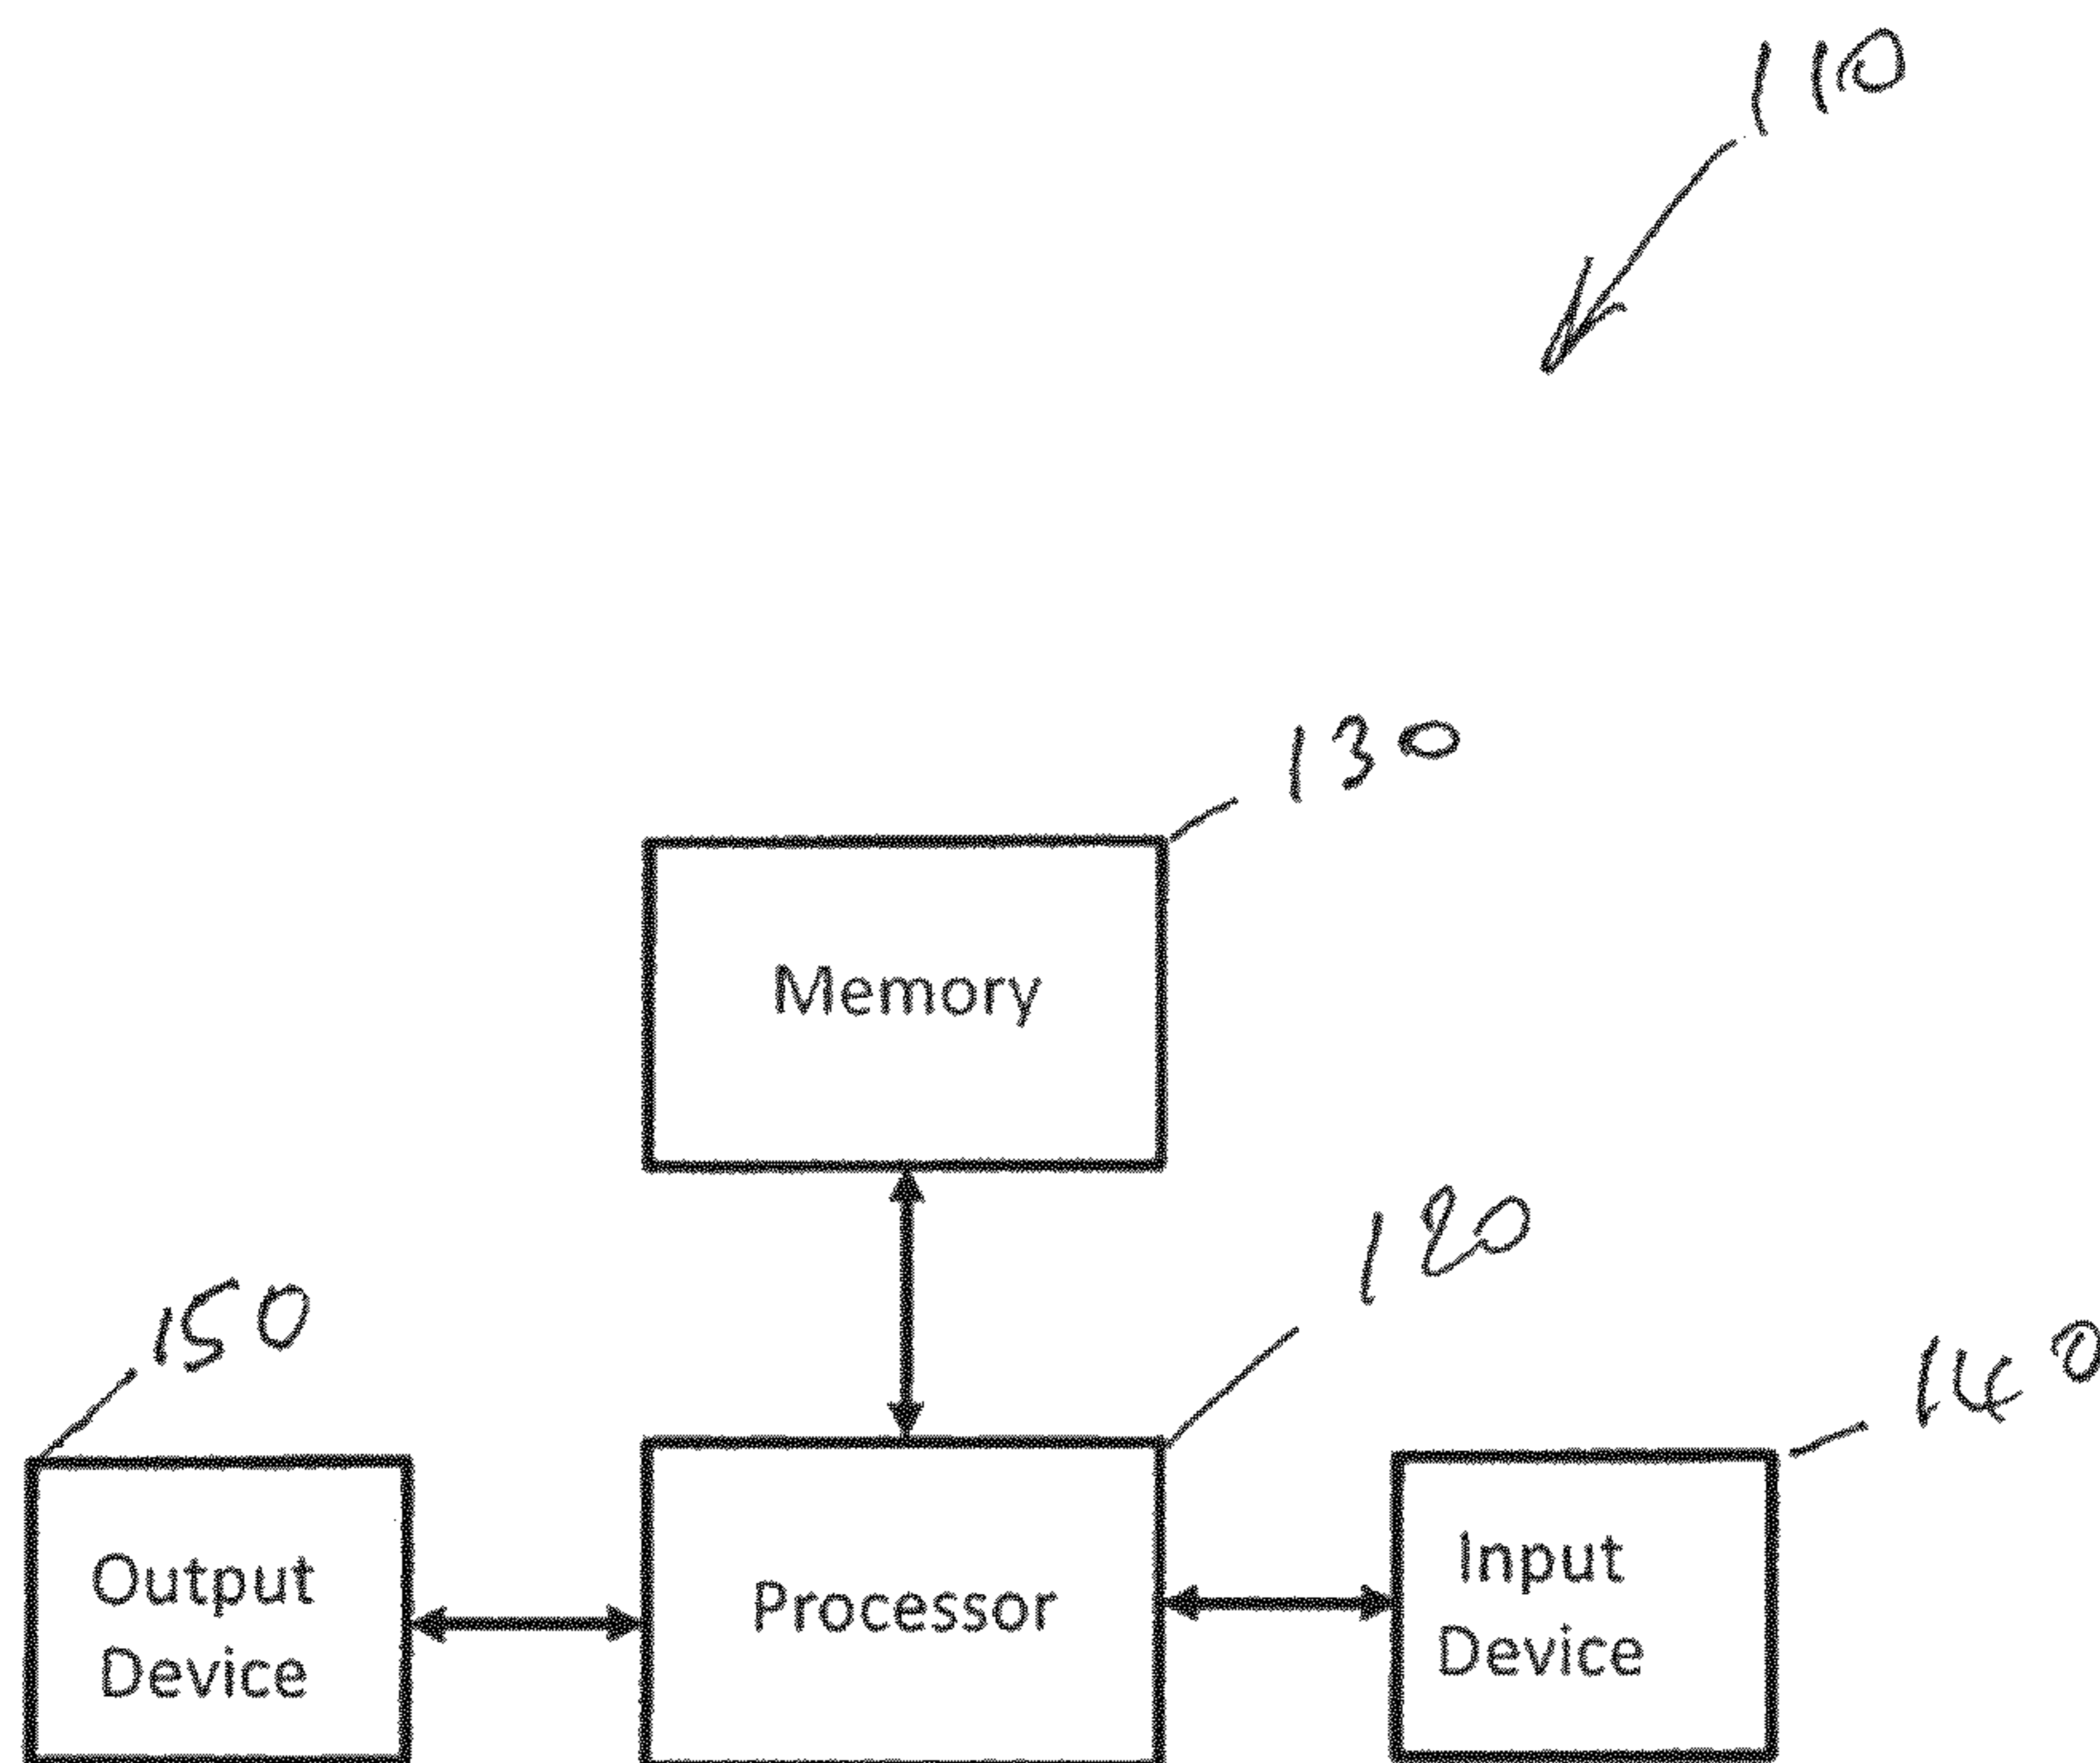 110
130
Memory
120
150
140
Output
Device
Processor
Input
Device